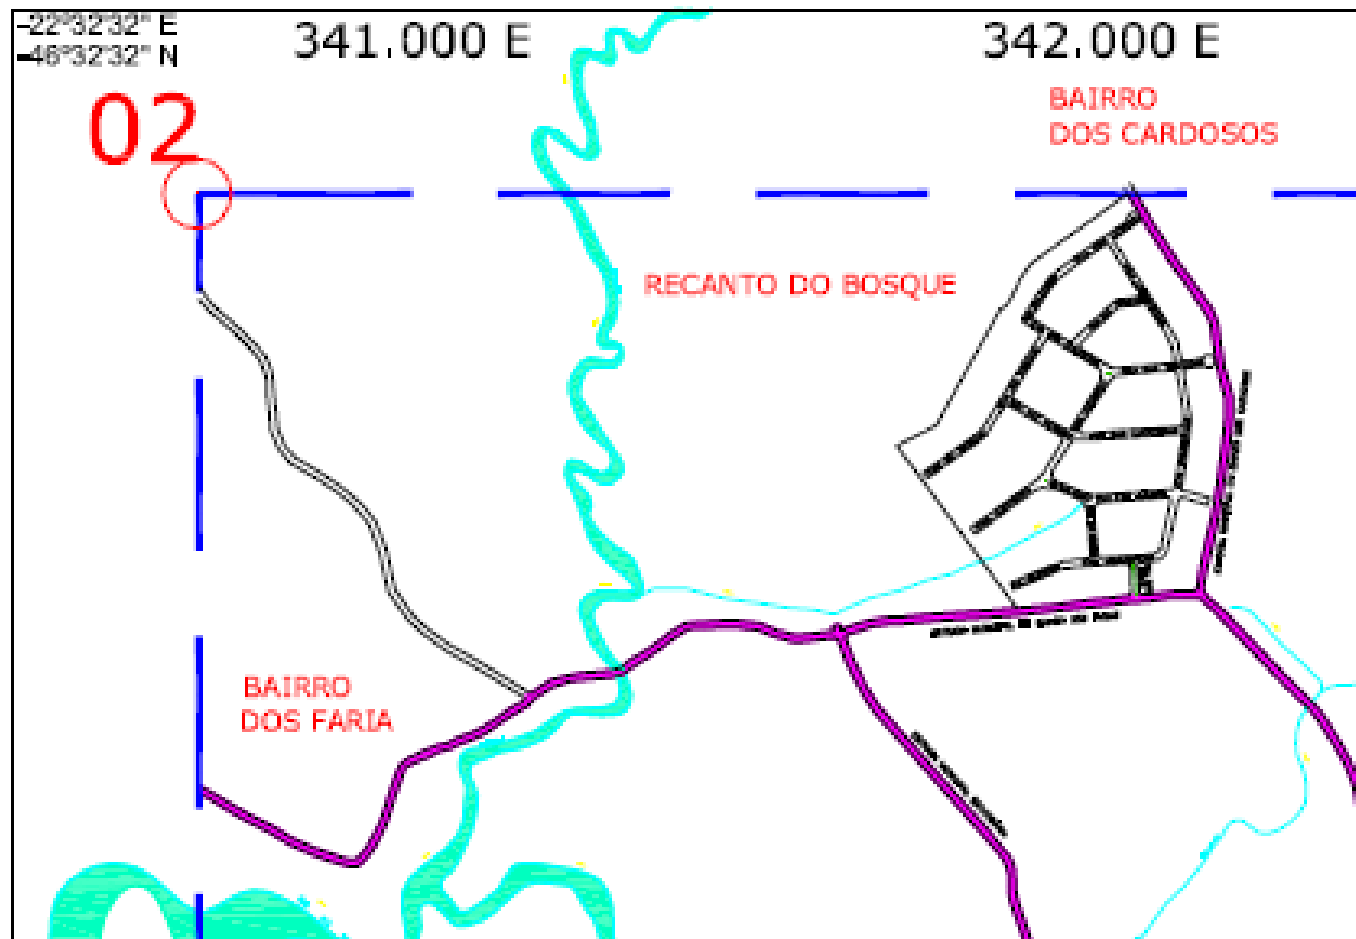 -22°32'32" E
-46°32'32" N
341.000 E
342.000 E
02
BAIRRO
DOS CARDOSOS
RECANTO DO BOSQUE
BAIRRO
DOS FARIA